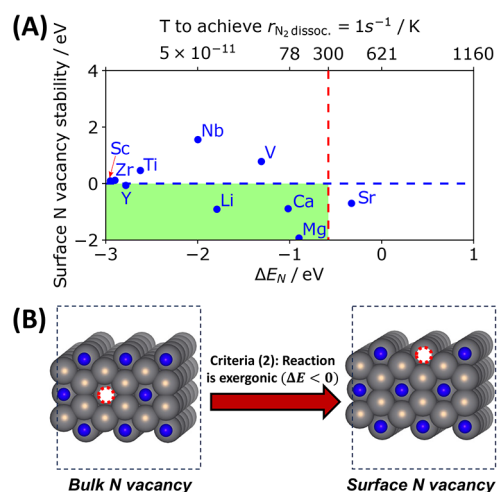 (A)
T to achieve r_{N_2 dissoc.} = 1s^{-1} / K
5 × 10^{-11} 78 300 621 1160
Surface N vacancy stability / eV
4
2
0
−2
Nb
V
Sc
Zr
Ti
Y
Li
Ca
Sr
Mg
−3 −2 −1 0 1
ΔE_N / eV
(B)
Criteria (2): Reaction
is exergonic (ΔE < 0)
Bulk N vacancy
Surface N vacancy